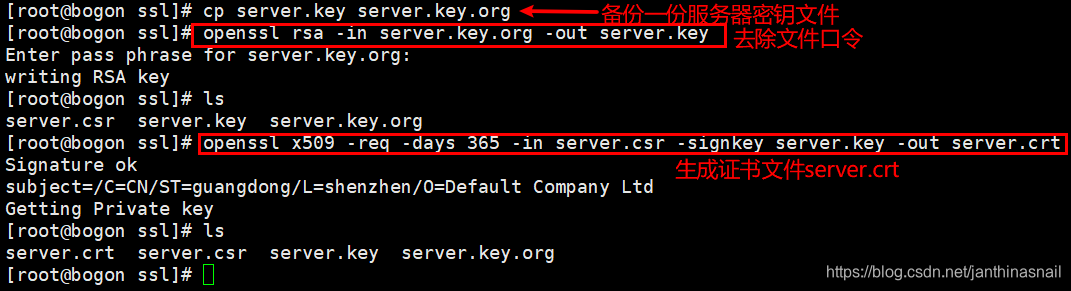 [root@bogon ssl]# cp server.key server.key.org 备份一份服务器密钥文件
[root@bogon ssl]# openssl rsa -in server.key.org -out server.key 去除文件口令
Enter pass phrase for server.key.org:
writing RSA key
[root@bogon ssl]# ls
server.csr  server.key  server.key.org
[root@bogon ssl]# openssl x509 -req -days 365 -in server.csr -signkey server.key -out server.crt
Signature ok
生成证书文件server.crt
subject=/C=CN/ST=guangdong/L=shenzhen/O=Default Company Ltd
Getting Private key
[root@bogon ssl]# ls
server.crt  server.csr  server.key  server.key.org
[root@bogon ssl]#
https://blog.csdn.net/janthinasnail